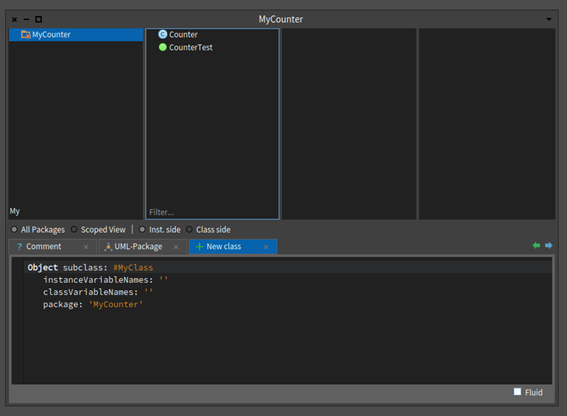 MyCounter
MyCounter
Counter
CounterTest
My
Filter...
All Packages Scoped View | Inst. side Class side
? Comment × UML-Package × + New class ×
Object subclass: #MyClass
instanceVariableNames: ''
classVariableNames: ''
package: 'MyCounter'
Fluid